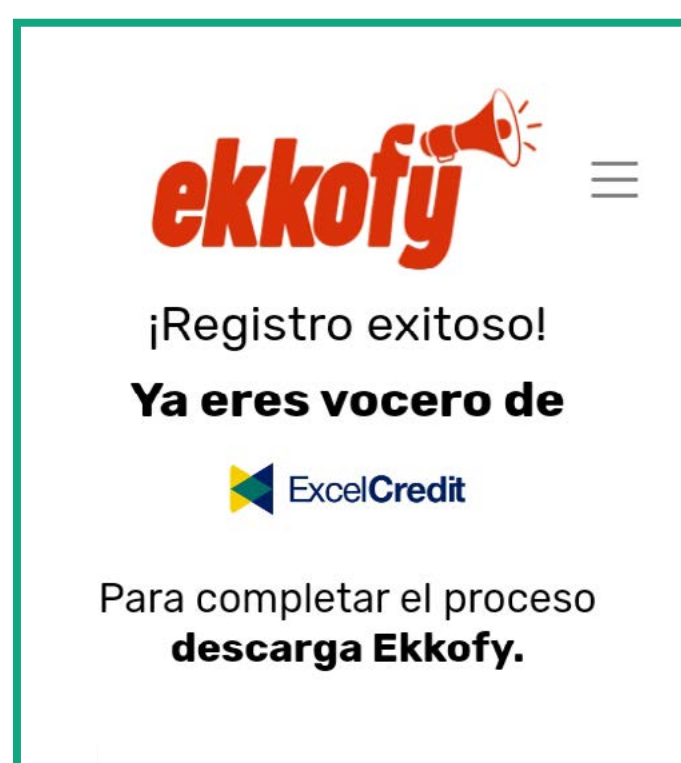 ekkofy
¡Registro exitoso!
Ya eres vocero de
ExcelCredit
Para completar el proceso
descarga Ekkofy.